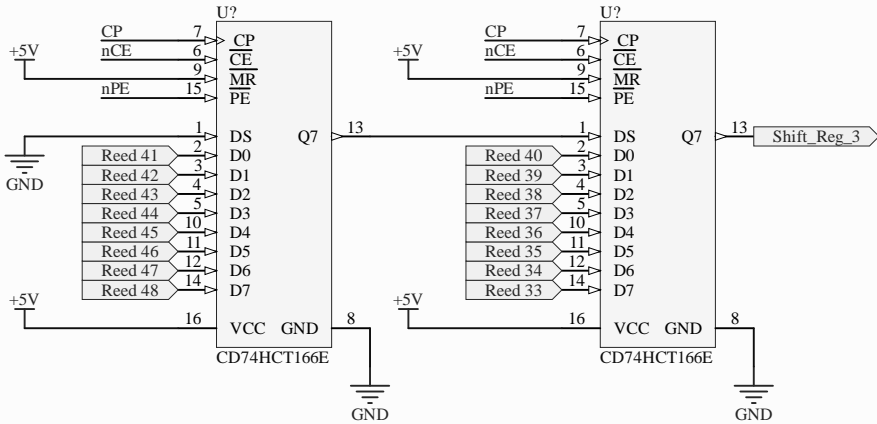 U?
CP 7 CP
nCE 6 CE
+5V 9 MR
nPE 15 PE
1 DS Q7 13
GND
Reed 41 2 D0
Reed 42 3 D1
Reed 43 4 D2
Reed 44 5 D3
Reed 45 10 D4
Reed 46 11 D5
Reed 47 12 D6
Reed 48 14 D7
+5V
16 VCC GND 8
CD74HCT166E
GND
U?
CP 7 CP
nCE 6 CE
+5V 9 MR
nPE 15 PE
1 DS Q7 13 Shift_Reg_3
Reed 40 2 D0
Reed 39 3 D1
Reed 38 4 D2
Reed 37 5 D3
Reed 36 10 D4
Reed 35 11 D5
Reed 34 12 D6
Reed 33 14 D7
+5V
16 VCC GND 8
CD74HCT166E
GND